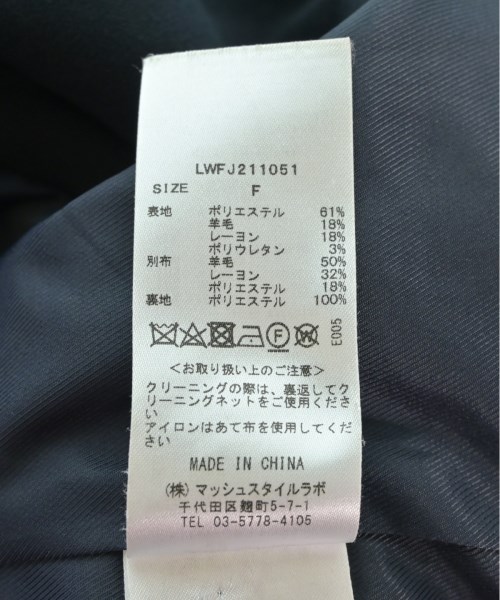 LWFJ211051
SIZE F
表地 ポリエステル 61%
羊毛 18%
レーヨン 18%
ポリウレタン 3%
別布 羊毛 50%
レーヨン 32%
ポリエステル 18%
裏地 ポリエステル 100%
F W E005
<お取り扱い上のご注意>
クリーニングの際は、裏返してク
リーニングネットをご使用くださ
い
アイロンはあて布を使用してくだ
さい
MADE IN CHINA
(株) マッシュスタイルラボ
千代田区麹町5-7-1
TEL 03-5778-4105